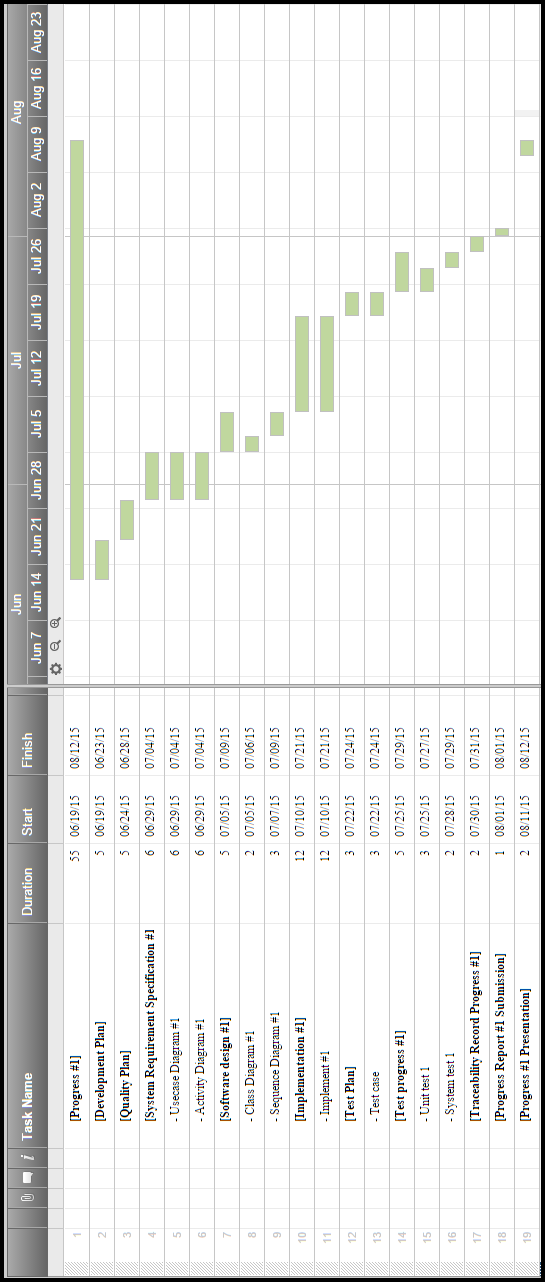 Task Name Duration Start Finish
Jun Jul Aug
Jun 7 Jun 14 Jun 21 Jun 28 Jul 5 Jul 12 Jul 19 Jul 26 Aug 2 Aug 9 Aug 16 Aug 23
1 [Progress #1] 55 06/19/15 08/12/15
2 [Development Plan] 5 06/19/15 06/23/15
3 [Quality Plan] 5 06/24/15 06/28/15
4 [System Requirement Specification #1] 6 06/29/15 07/04/15
5 - Usecase Diagram #1 6 06/29/15 07/04/15
6 - Activity Diagram #1 6 06/29/15 07/04/15
7 [Software design #1] 5 07/05/15 07/09/15
8 - Class Diagram #1 2 07/05/15 07/06/15
9 - Sequence Diagram #1 3 07/07/15 07/09/15
10 [Implementation #1] 12 07/10/15 07/21/15
11 - Implement #1 12 07/10/15 07/21/15
12 [Test Plan] 3 07/22/15 07/24/15
13 - Test case 3 07/22/15 07/24/15
14 [Test progress #1] 5 07/25/15 07/29/15
15 - Unit test 1 3 07/25/15 07/27/15
16 - System test 1 2 07/28/15 07/29/15
17 [Traceability Record Progress #1] 2 07/30/15 07/31/15
18 [Progress Report #1 Submission] 1 08/01/15 08/01/15
19 [Progress #1 Presentation] 2 08/11/15 08/12/15